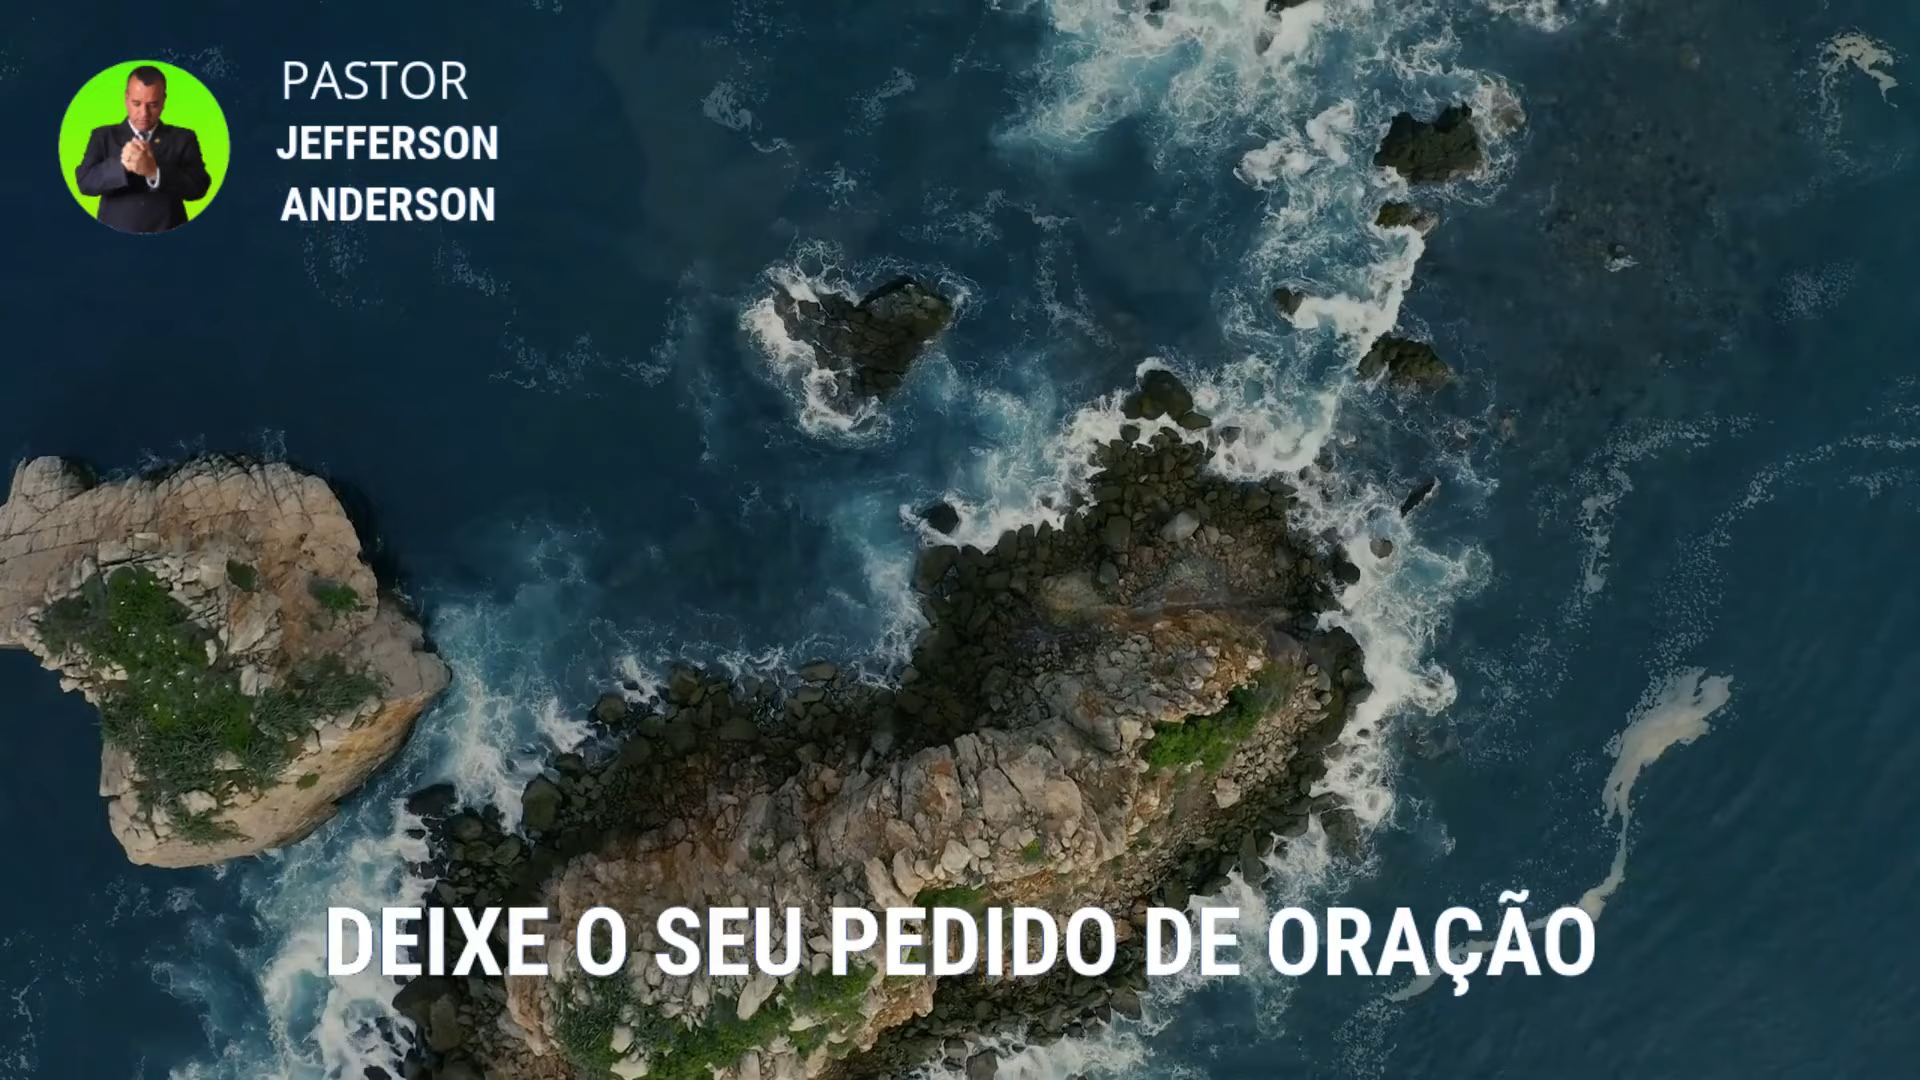 PASTOR
JEFFERSON
ANDERSON
DEIXE O SEU PEDIDO DE ORAÇÃO